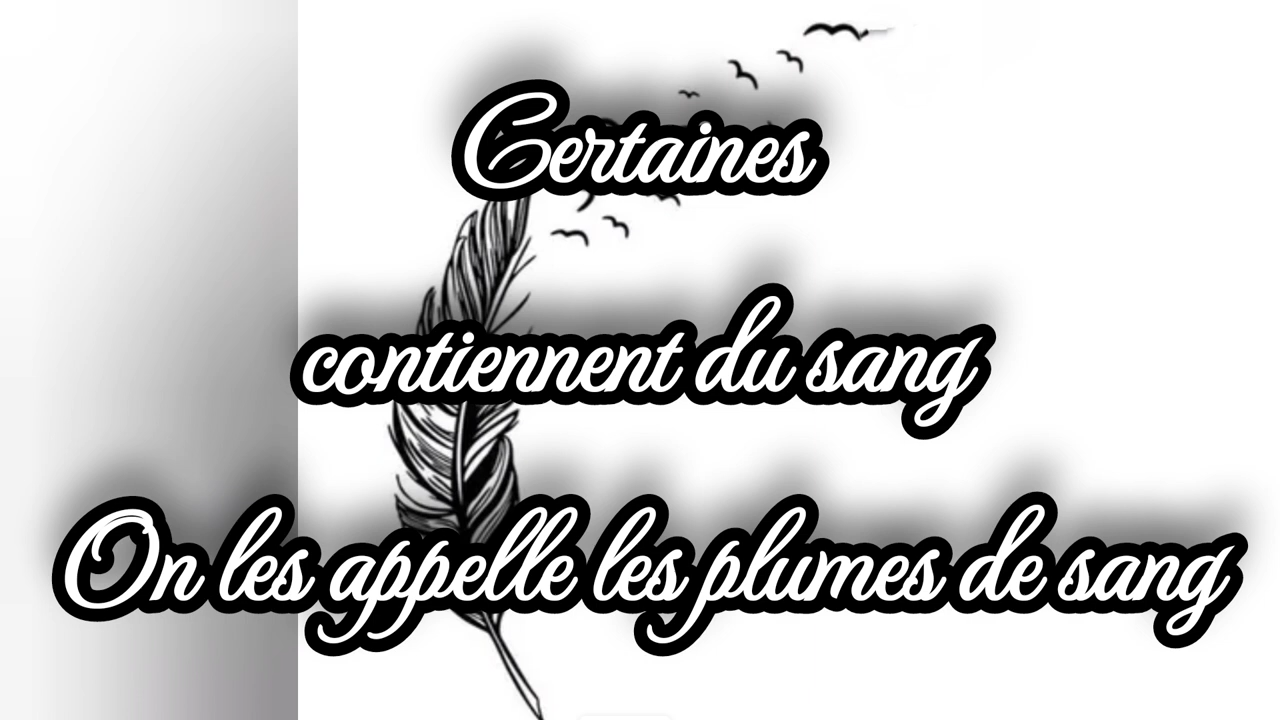 Certaines
contiennent du sang
On les appelle les plumes de sang